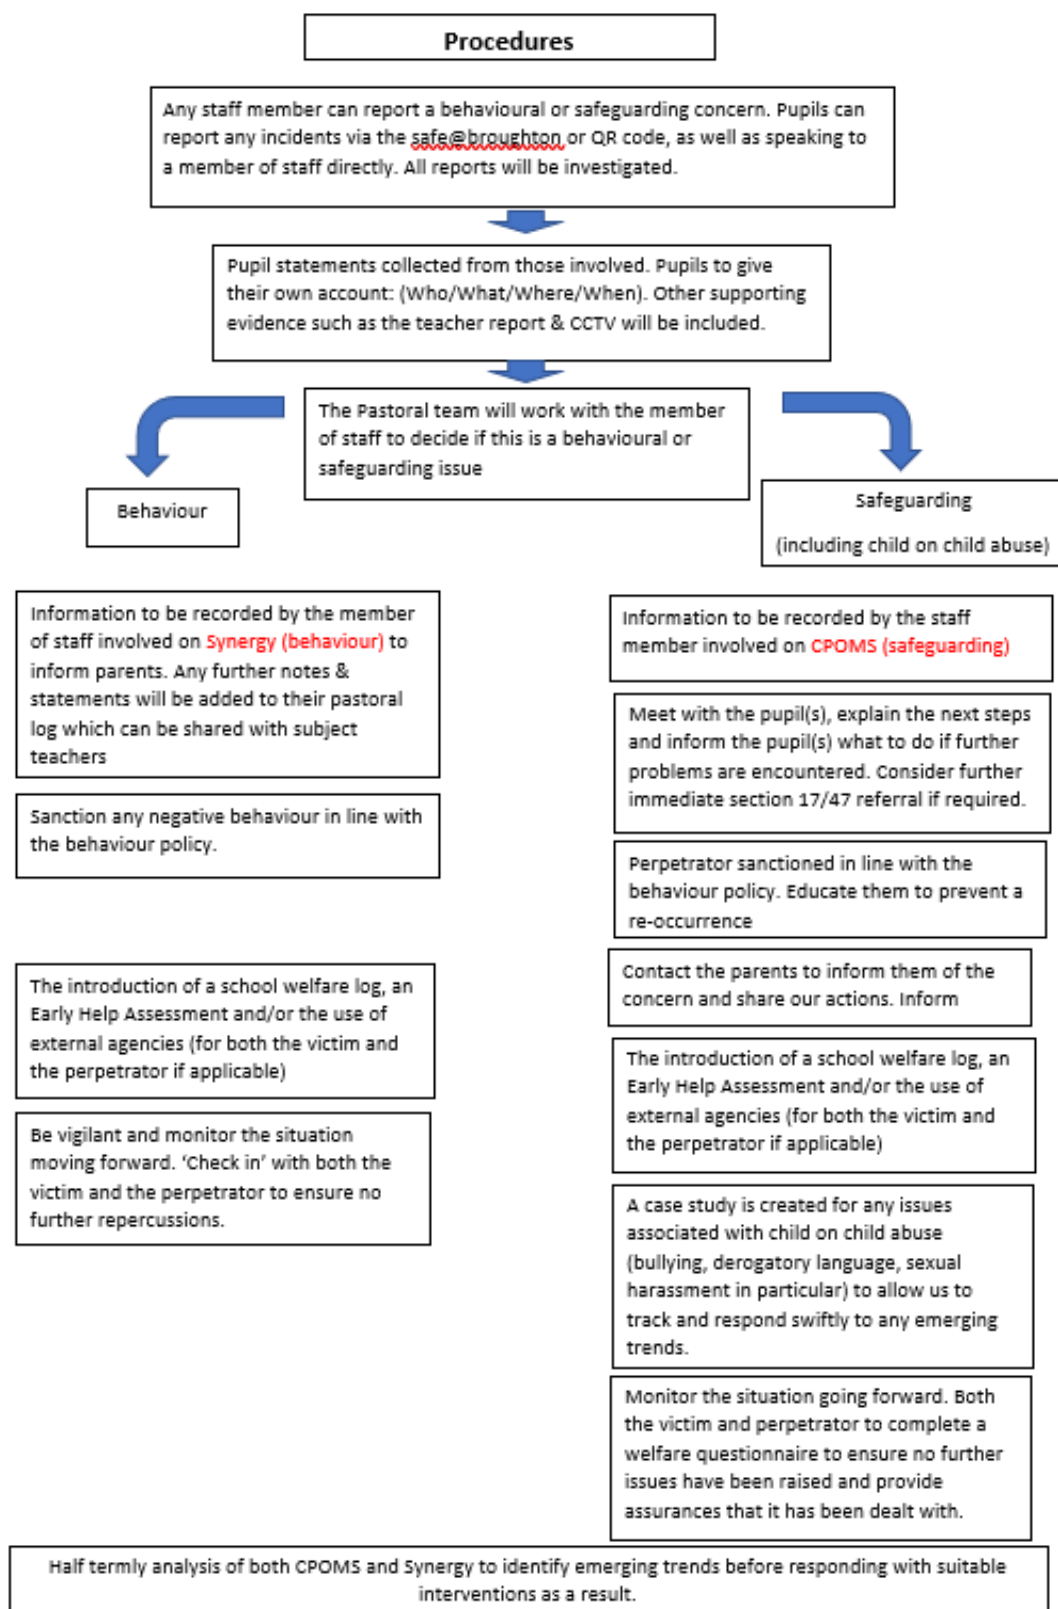 Procedures
Any staff member can report a behavioural or safeguarding concern. Pupils can
report any incidents via the safe@broughton or QR code, as well as speaking to
a member of staff directly. All reports will be investigated.
Pupil statements collected from those involved. Pupils to give
their own account: (Who/What/Where/When). Other supporting
evidence such as the teacher report & CCTV will be included.
The Pastoral team will work with the member
of staff to decide if this is a behavioural or
safeguarding issue
Behaviour
Safeguarding
(including child on child abuse)
Information to be recorded by the member
of staff involved on Synergy (behaviour) to
inform parents. Any further notes &
statements will be added to their pastoral
log which can be shared with subject
teachers
Sanction any negative behaviour in line with
the behaviour policy.
The introduction of a school welfare log, an
Early Help Assessment and/or the use of
external agencies (for both the victim and
the perpetrator if applicable)
Be vigilant and monitor the situation
moving forward. ‘Check in’ with both the
victim and the perpetrator to ensure no
further repercussions.
Information to be recorded by the staff
member involved on CPOMS (safeguarding)
Meet with the pupil(s), explain the next steps
and inform the pupil(s) what to do if further
problems are encountered. Consider further
immediate section 17/47 referral if required.
Perpetrator sanctioned in line with the
behaviour policy. Educate them to prevent a
re-occurrence
Contact the parents to inform them of the
concern and share our actions. Inform
The introduction of a school welfare log, an
Early Help Assessment and/or the use of
external agencies (for both the victim and
the perpetrator if applicable)
A case study is created for any issues
associated with child on child abuse
(bullying, derogatory language, sexual
harassment in particular) to allow us to
track and respond swiftly to any emerging
trends.
Monitor the situation going forward. Both
the victim and perpetrator to complete a
welfare questionnaire to ensure no further
issues have been raised and provide
assurances that it has been dealt with.
Half termly analysis of both CPOMS and Synergy to identify emerging trends before responding with suitable
interventions as a result.